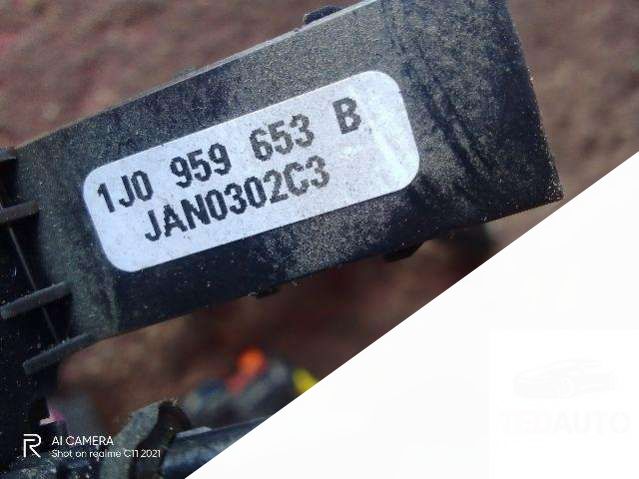 1J0 959 653 B
JAN0302C3
AI CAMERA
Shot on realme C11 2021
TEDAUTO